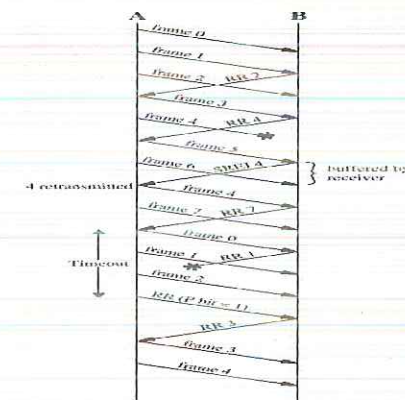 A B
frame 0
frame 1
frame 2
RR 2
frame 3
frame 4
RR 4
frame 5
frame 6
SREJ 4
buffered by
receiver
4 retransmitted
frame 4
frame 7
RR 7
frame 0
frame 1
RR 1
Timeout
frame 2
RR (P bit = 1)
RR 3
frame 3
frame 4